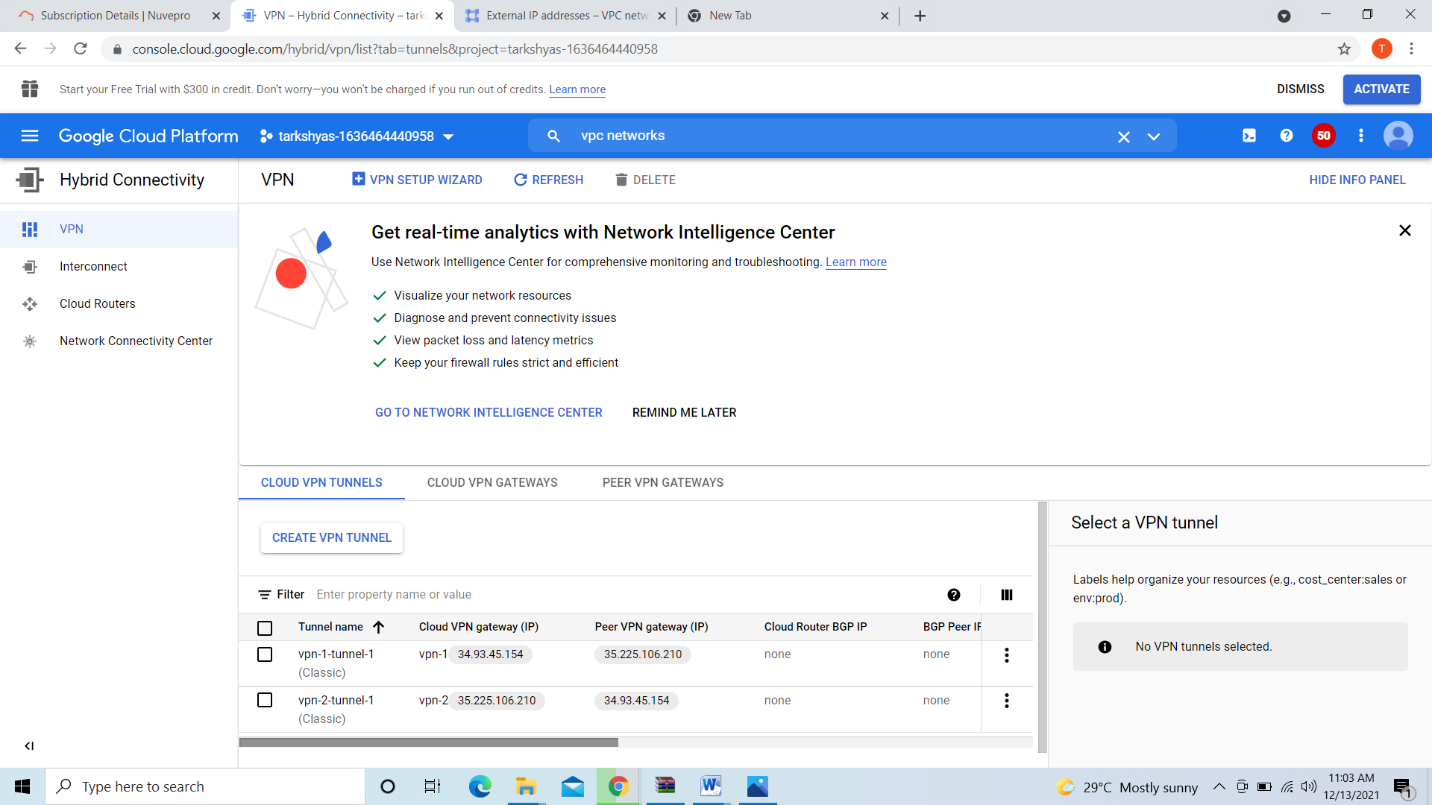 Subscription Details | Nuvepro
VPN – Hybrid Connectivity – tark
External IP addresses – VPC netw
New Tab
console.cloud.google.com/hybrid/vpn/list?tab=tunnels&project=tarkshyas-1636464440958
T
Start your Free Trial with $300 in credit. Don't worry—you won't be charged if you run out of credits. Learn more
DISMISS
ACTIVATE
Google Cloud Platform
tarkshyas-1636464440958
vpc networks
50
Hybrid Connectivity
VPN
VPN SETUP WIZARD
REFRESH
DELETE
HIDE INFO PANEL
VPN
Interconnect
Cloud Routers
Network Connectivity Center
Get real-time analytics with Network Intelligence Center
Use Network Intelligence Center for comprehensive monitoring and troubleshooting. Learn more
Visualize your network resources
Diagnose and prevent connectivity issues
View packet loss and latency metrics
Keep your firewall rules strict and efficient
GO TO NETWORK INTELLIGENCE CENTER
REMIND ME LATER
CLOUD VPN TUNNELS
CLOUD VPN GATEWAYS
PEER VPN GATEWAYS
CREATE VPN TUNNEL
Filter Enter property name or value
Tunnel name Cloud VPN gateway (IP) Peer VPN gateway (IP) Cloud Router BGP IP BGP Peer IP
vpn-1-tunnel-1 vpn-1 34.93.45.154 35.225.106.210 none none
(Classic)
vpn-2-tunnel-1 vpn-2 35.225.106.210 34.93.45.154 none none
(Classic)
Select a VPN tunnel
Labels help organize your resources (e.g., cost_center:sales or
env:prod).
No VPN tunnels selected.
Type here to search
29°C Mostly sunny
11:03 AM
12/13/2021
1